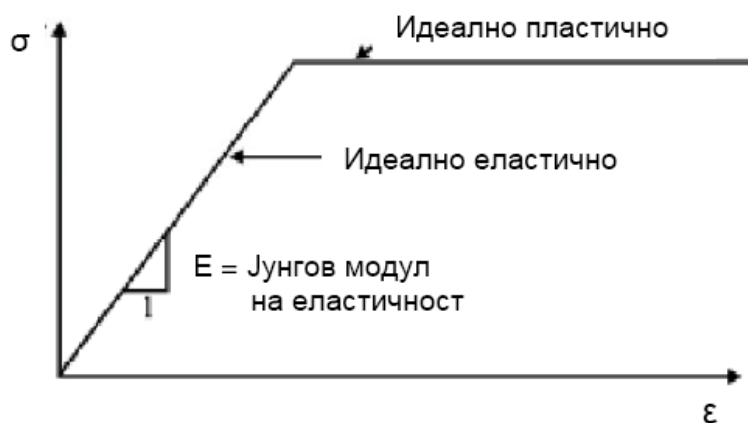 σ
Идеално пластично
Идеално еластично
E = Јунгов модул
на еластичност
1
ε